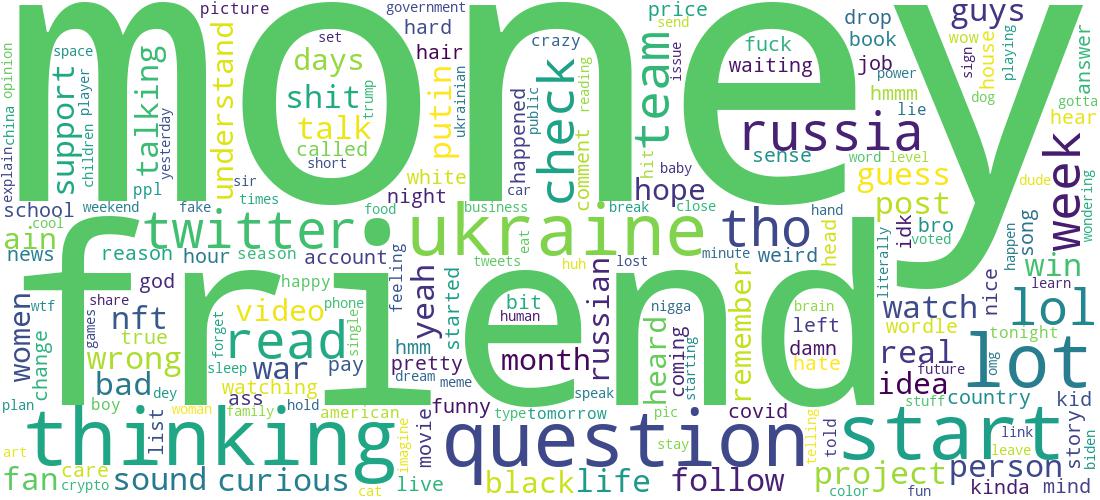 money
friend
picture
government
hard
hair
price
send
drop
book
job
power
guys
wow
sign
house
playing
answer
opinion
space
china
explain
support
children
player
talking
yesterday
ppl
understand
set
days
shit
trump
talk
called
short
sir
times
putin
ukrainian
white
night
crazy
happened
public
car
check
reading
comment
team
issue
hit
baby
hope
fuck
waiting
russia
sense
word
level
lie
hmmm
guess
post
dog
gotta
hear
dude
week
wondering
school
weekend
fake
food
business
break
close
hand
idk
bro
voted
song
happen
cool
ain
news
twitter
ukraine
eat
tho
minute
weird
head
literally
win
learn
reason
hour
season
account
feeling
tweets
huh
lost
god
happy
yeah
started
bit
human
russian
nigga
remember
brain
left
damn
hate
watch
nice
lol
wtf
share
women
games
nft
true
wrong
change
forget
video
phone
single
read
sleep
war
pay
hmm
pretty
dream
meme
month
heard
coming
starting
wordle
omg
tonight
real
future
lot
idea
bad
dey
watching
ass
speak
stuff
country
kid
plan
boy
woman
family
hold
american
funny
type
tomorrow
pic
covid
telling
told
thinking
list
imagine
movie
question
stay
start
link
leave
story
biden
art
fan
care
crypto
sound
curious
cat
live
black
life
follow
project
color
fun
person
kinda
mind